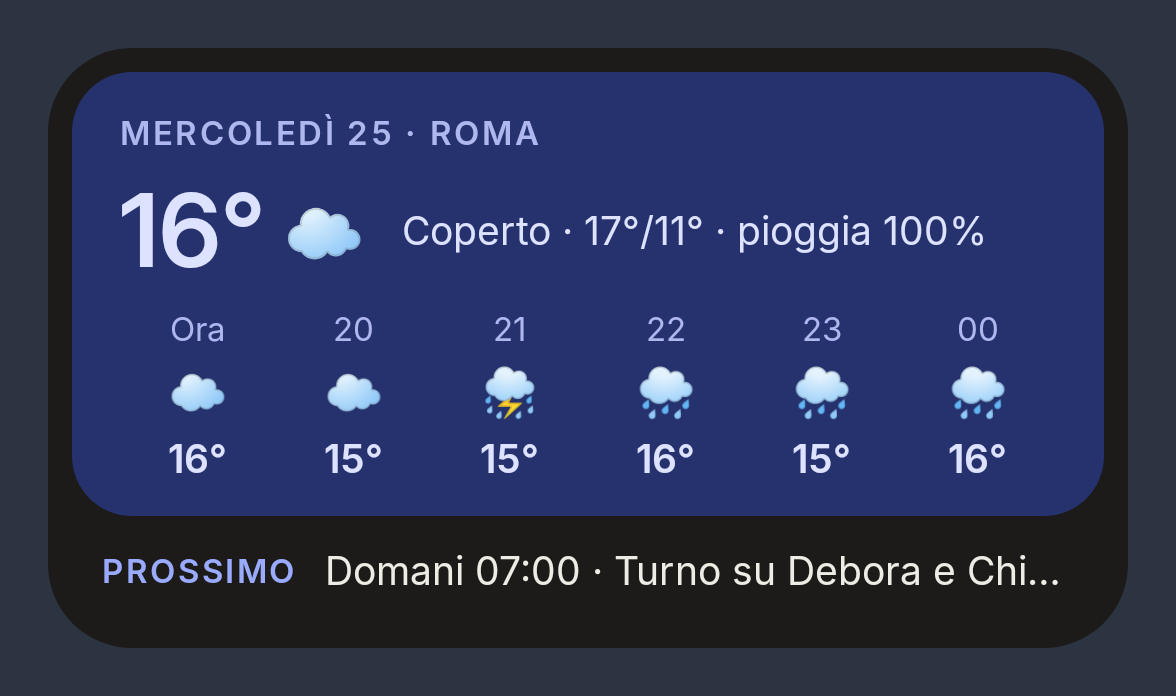 MERCOLEDÌ 25 · ROMA
16° Coperto · 17°/11° · pioggia 100%
Ora 20 21 22 23 00
16° 15° 15° 16° 15° 16°
PROSSIMO Domani 07:00 · Turno su Debora e Chi...